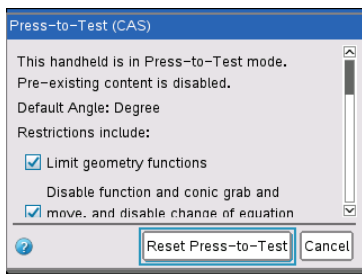 Press-to-Test (CAS)
This handheld is in Press-to-Test mode.
Pre-existing content is disabled.
Default Angle: Degree
Restrictions include:
Limit geometry functions
Disable function and conic grab and
move, and disable change of equation
?
Reset Press-to-Test
Cancel